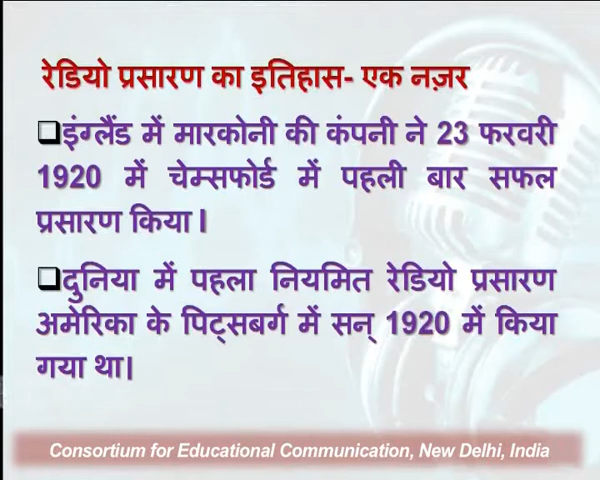 रेडियो प्रसारण का इतिहास- एक नज़र
❑इंग्लैंड में मारकोनी की कंपनी ने 23 फरवरी
1920 में चेम्सफोर्ड में पहली बार सफल
प्रसारण किया।
❑दुनिया में पहला नियमित रेडियो प्रसारण
अमेरिका के पिट्सबर्ग में सन् 1920 में किया
गया था।
Consortium for Educational Communication, New Delhi, India